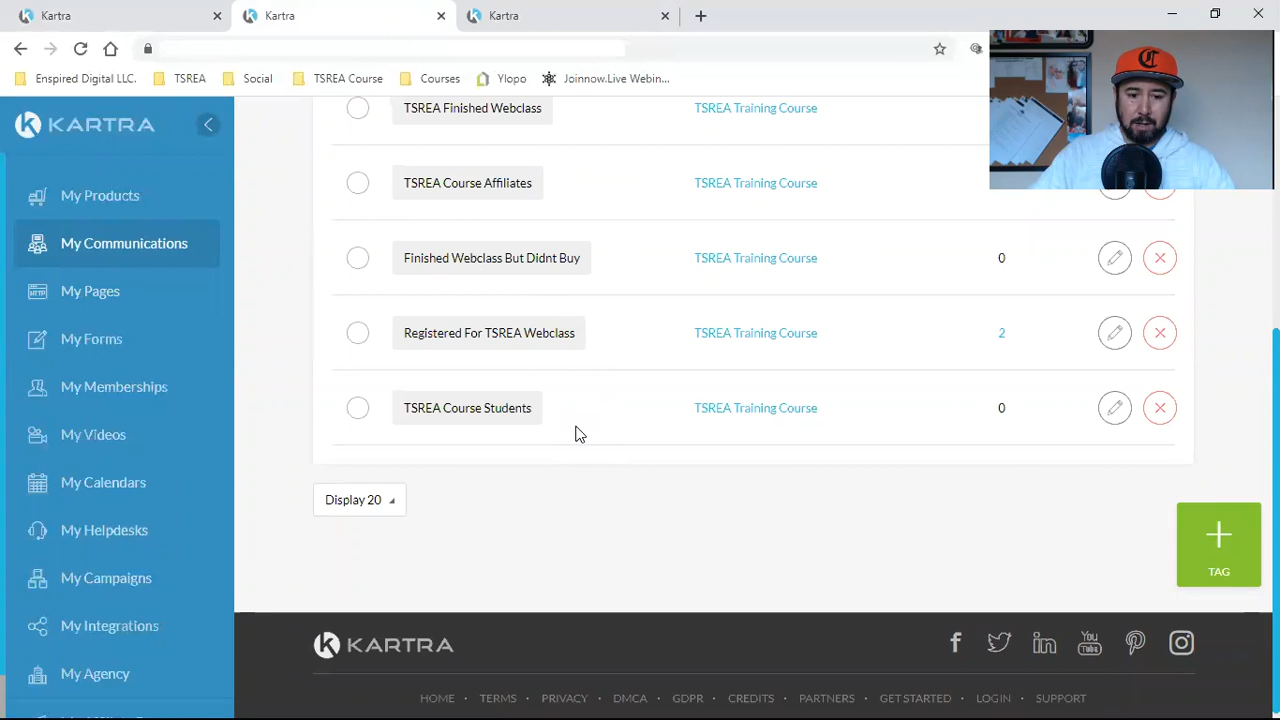 Kartra
Kartra
Kartra
Enspired Digital LLC.
TSREA
Social
TSREA Course
Courses
Ylopo
Joinnow.Live Webin...
KARTRA
My Products
My Communications
My Pages
My Forms
My Memberships
My Videos
My Calendars
My Helpdesks
My Campaigns
My Integrations
My Agency
TSREA Finished Webclass TSREA Training Course
TSREA Course Affiliates TSREA Training Course
Finished Webclass But Didnt Buy TSREA Training Course 0
Registered For TSREA Webclass TSREA Training Course 2
TSREA Course Students TSREA Training Course 0
Display 20
TAG
KARTRA
You
Tube
HOME • TERMS • PRIVACY • DMCA • GDPR • CREDITS • PARTNERS • GET STARTED • LOGIN • SUPPORT